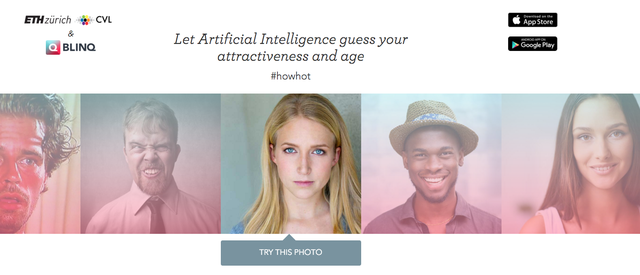 ETH zürich CVL
&
BLINQ
Let Artificial Intelligence guess your
attractiveness and age
#howhot
Download on the
App Store
ANDROID APP ON
Google Play
TRY THIS PHOTO